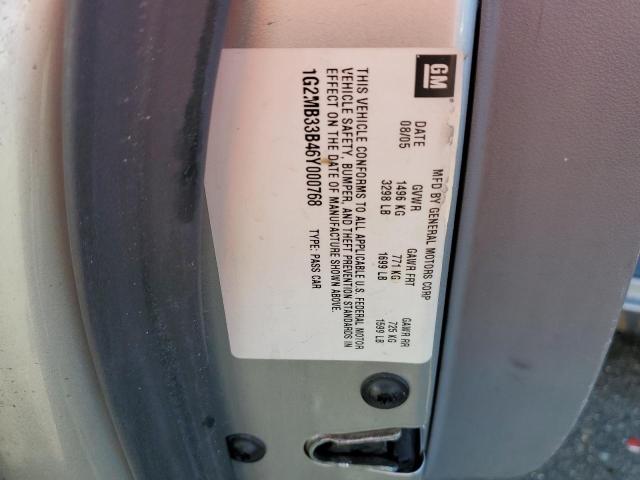 GM
MFD BY GENERAL MOTORS CORP
DATE GVWR GAWR FRT GAWR RR
08/05 1496 KG 771 KG 725 KG
3298 LB 1699 LB 1599 LB
THIS VEHICLE CONFORMS TO ALL APPLICABLE U.S. FEDERAL MOTOR
VEHICLE SAFETY, BUMPER, AND THEFT PREVENTION STANDARDS IN
EFFECT ON THE DATE OF MANUFACTURE SHOWN ABOVE.
1G2MB33B46Y000768 TYPE: PASS CAR